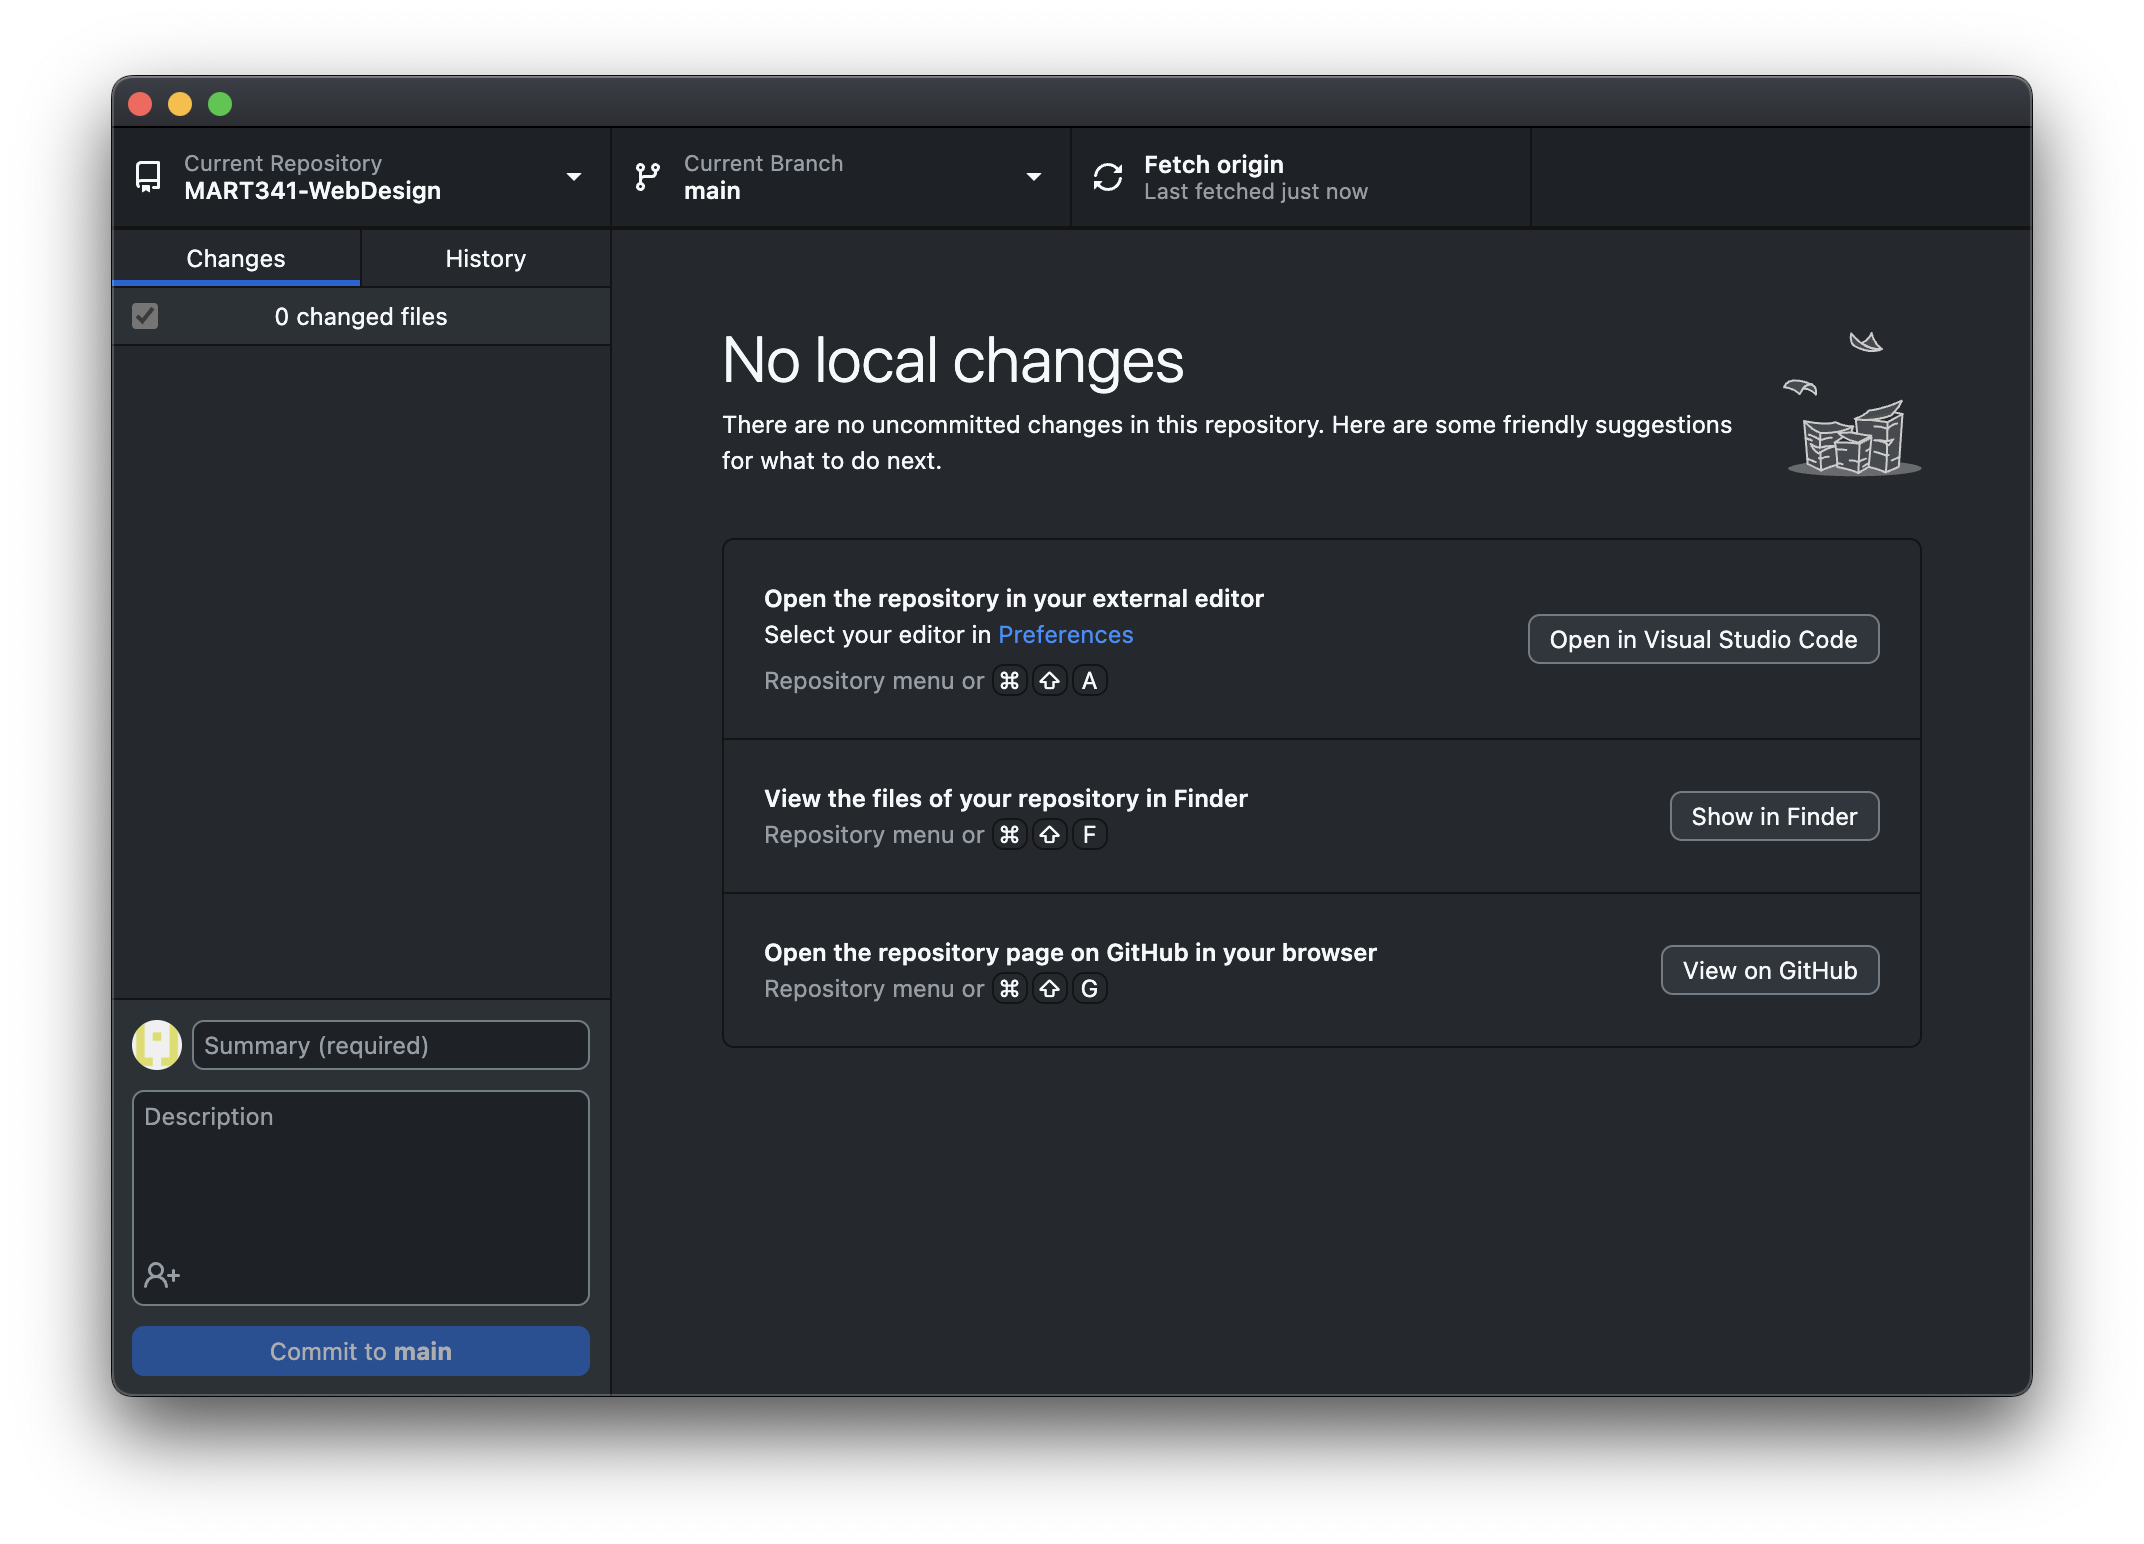 Current Repository
MART341-WebDesign
Current Branch
main
Fetch origin
Last fetched just now
Changes
History
0 changed files
No local changes
There are no uncommitted changes in this repository. Here are some friendly suggestions
for what to do next.
Open the repository in your external editor
Select your editor in Preferences
Repository menu or ⌘ ⇧ A
Open in Visual Studio Code
View the files of your repository in Finder
Repository menu or ⌘ ⇧ F
Show in Finder
Open the repository page on GitHub in your browser
Repository menu or ⌘ ⇧ G
View on GitHub
Summary (required)
Description
Commit to main